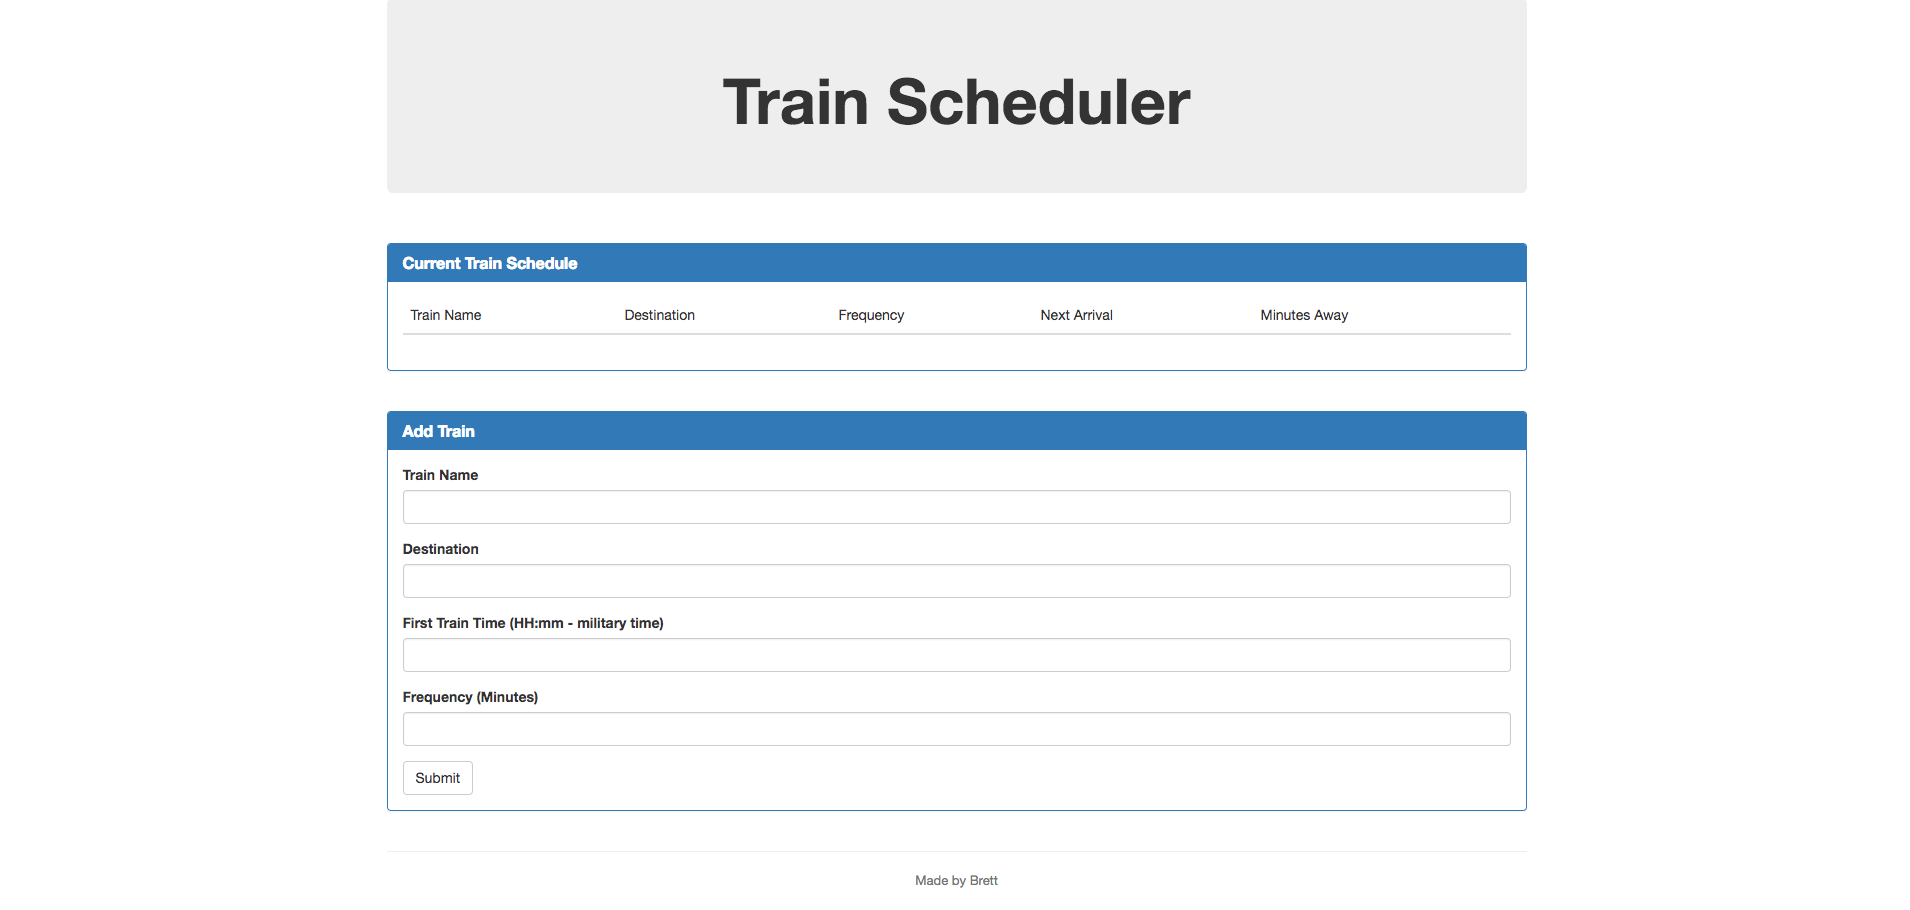 Train Scheduler
Current Train Schedule
Train Name Destination Frequency Next Arrival Minutes Away
Add Train
Train Name
Destination
First Train Time (HH:mm - military time)
Frequency (Minutes)
Submit
Made by Brett